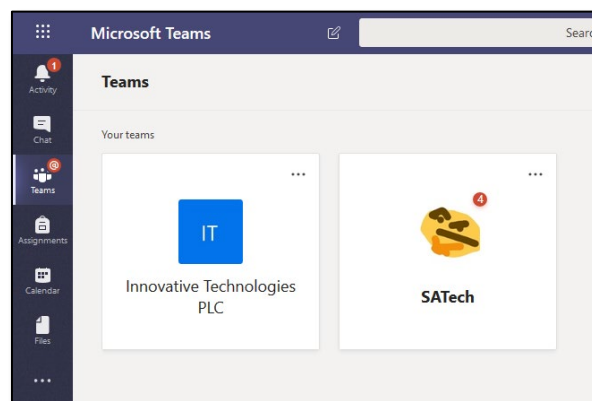 Microsoft Teams
Searc
1
Activity
Teams
Chat
Your teams
@
Teams
4
IT
Assignments
Innovative Technologies
PLC
SATech
Calendar
Files